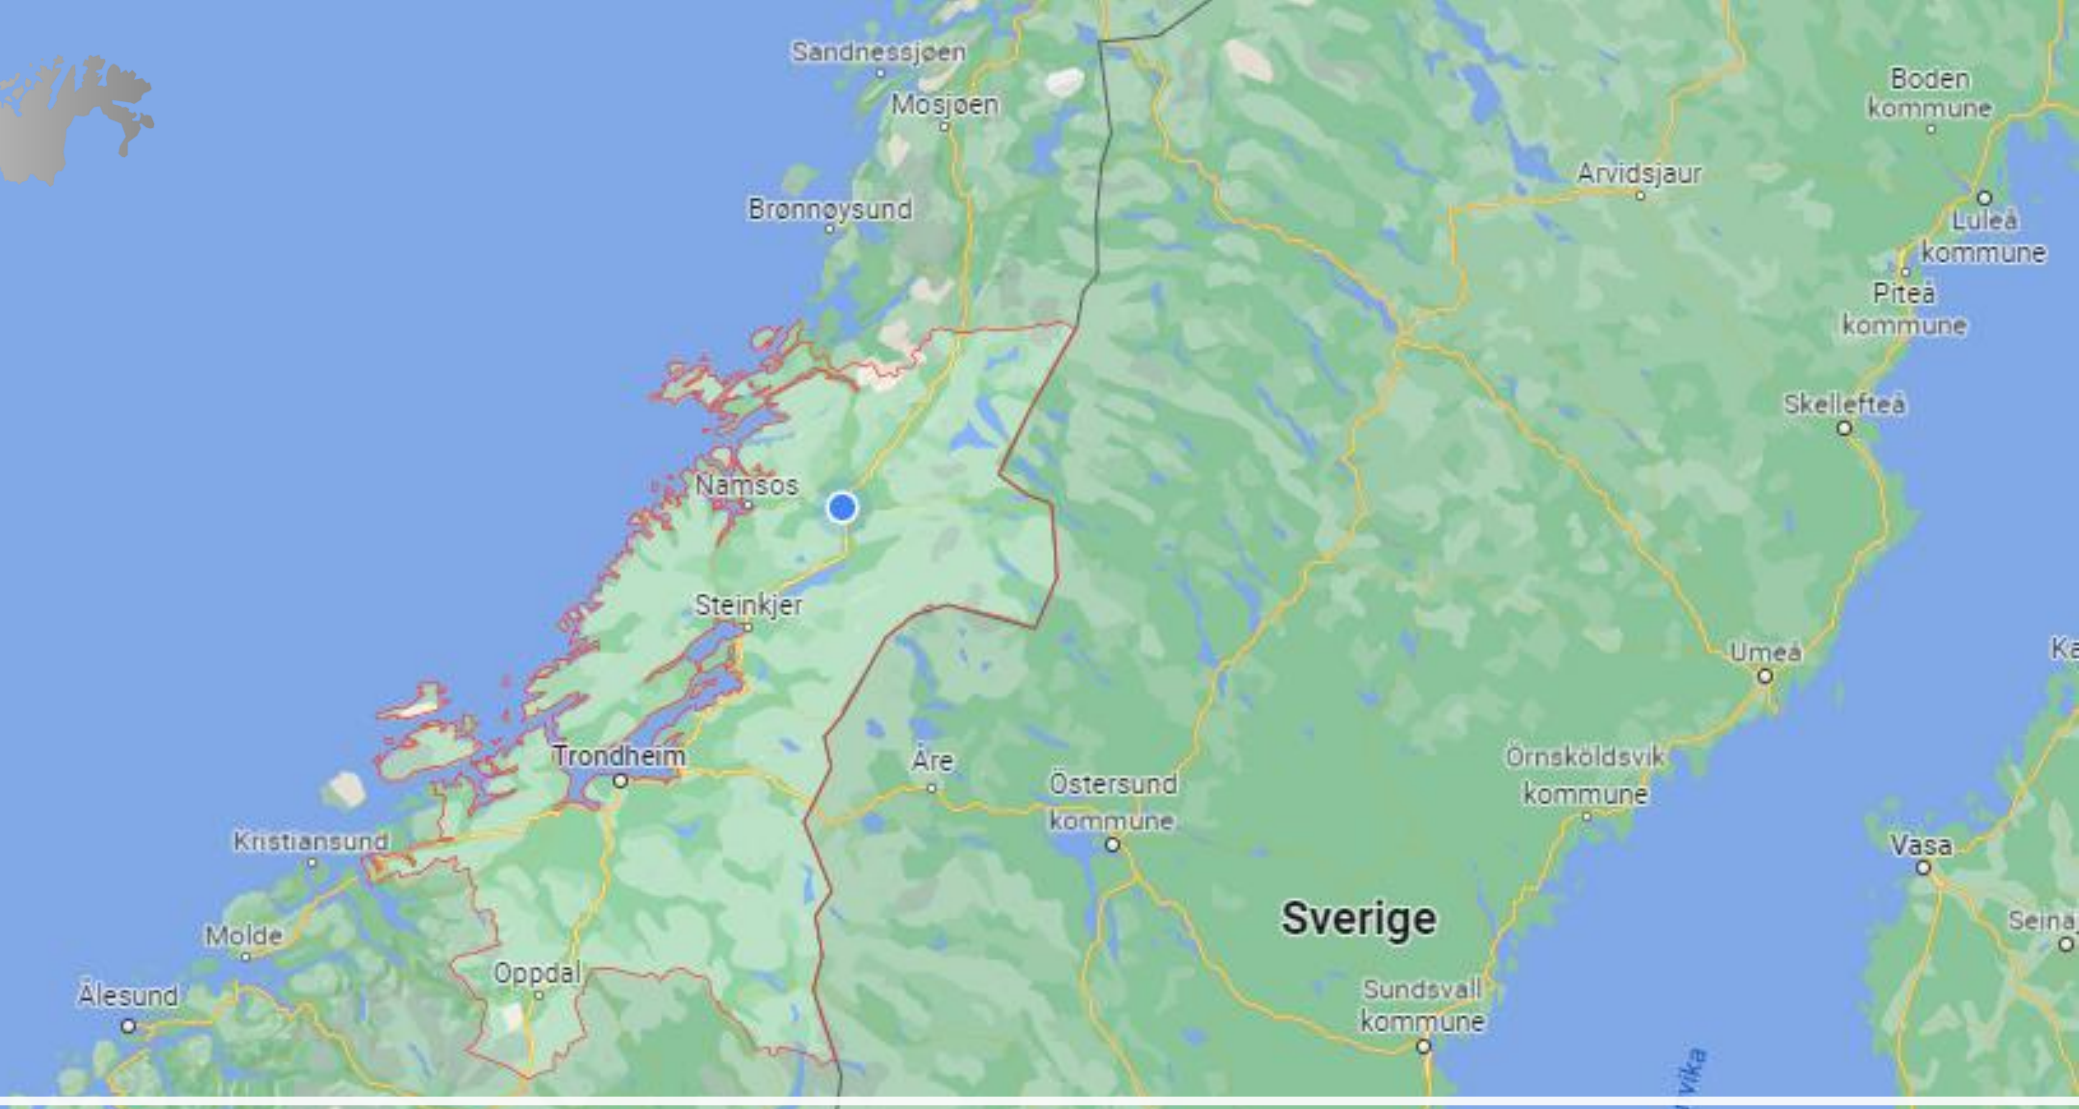 Sandnessjøen
Mosjøen
Brønnøysund
Boden
kommune
Arvidsjaur
Luleå
kommune
Piteå
kommune
Skellefteå
Namsos
Steinkjer
Umeå
Trondheim
Åre
Östersund
kommune
Örnsköldsvik
kommune
Kristiansund
Vasa
Sverige
Molde
Oppdal
Ålesund
Sundsvall
kommune